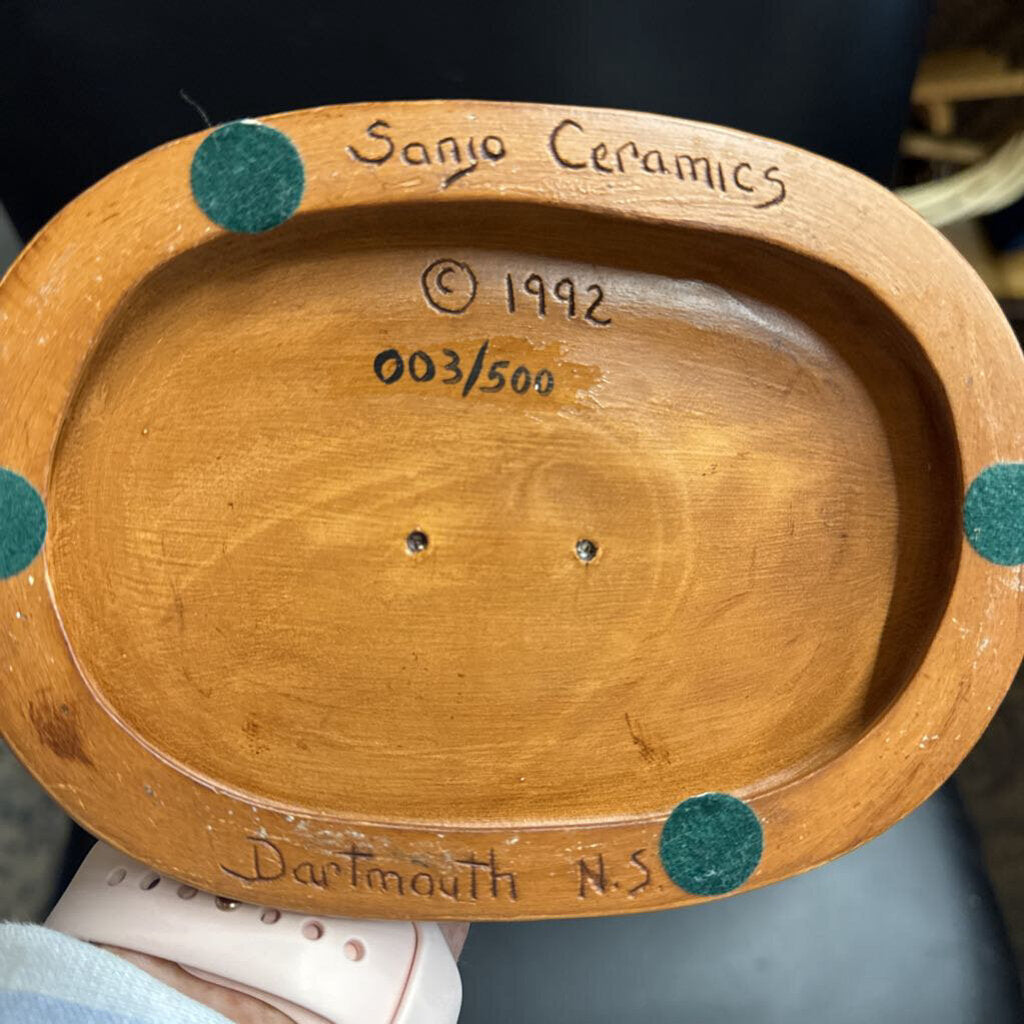 Sanjo Ceramics
© 1992
003/500
Dartmouth N.S.